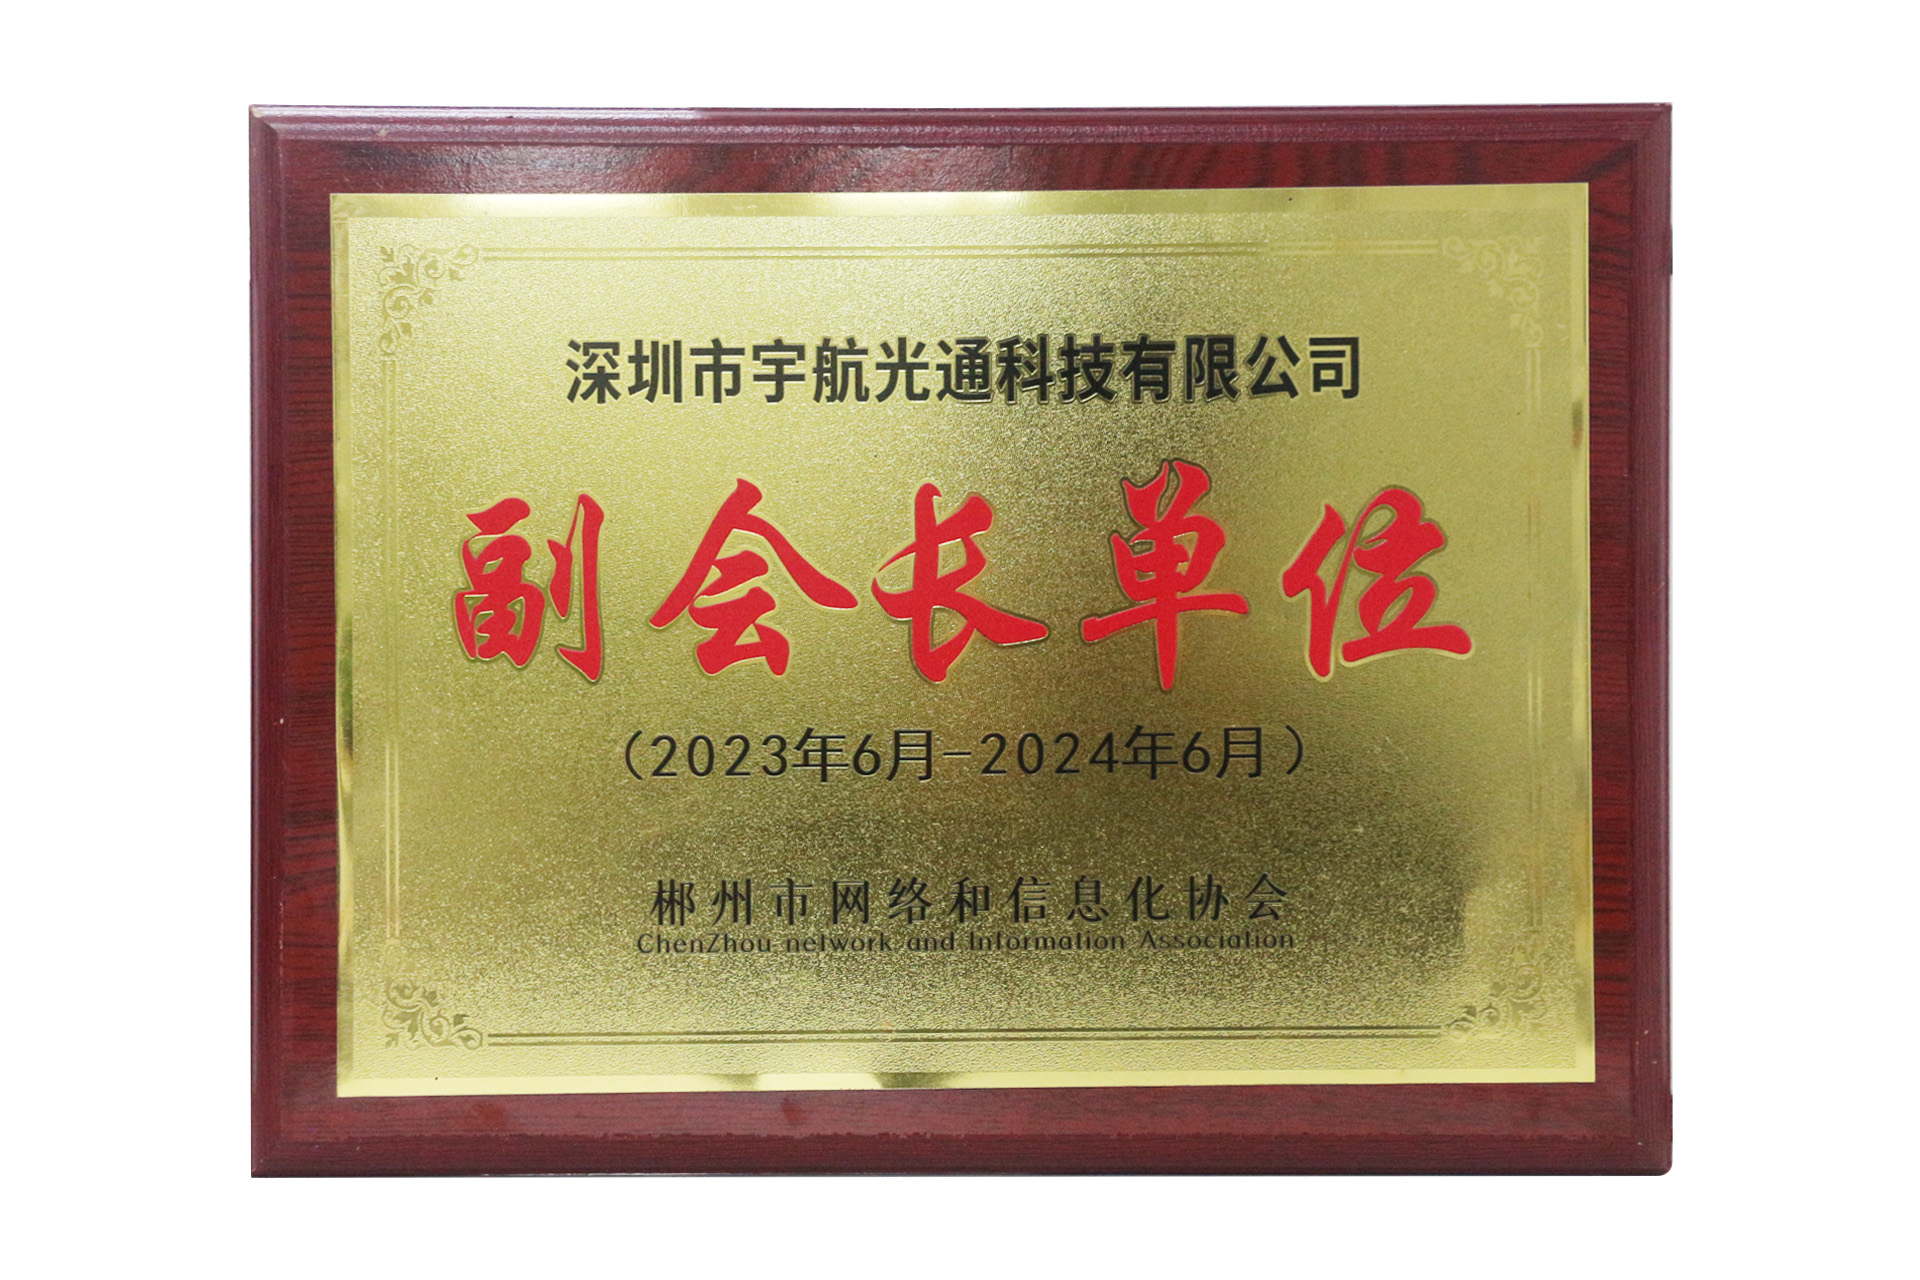 深圳市宇航光通科技有限公司
副会长单位
（2023年6月-2024年6月）
郴州市网络和信息化协会
ChenZhou network and Information Association